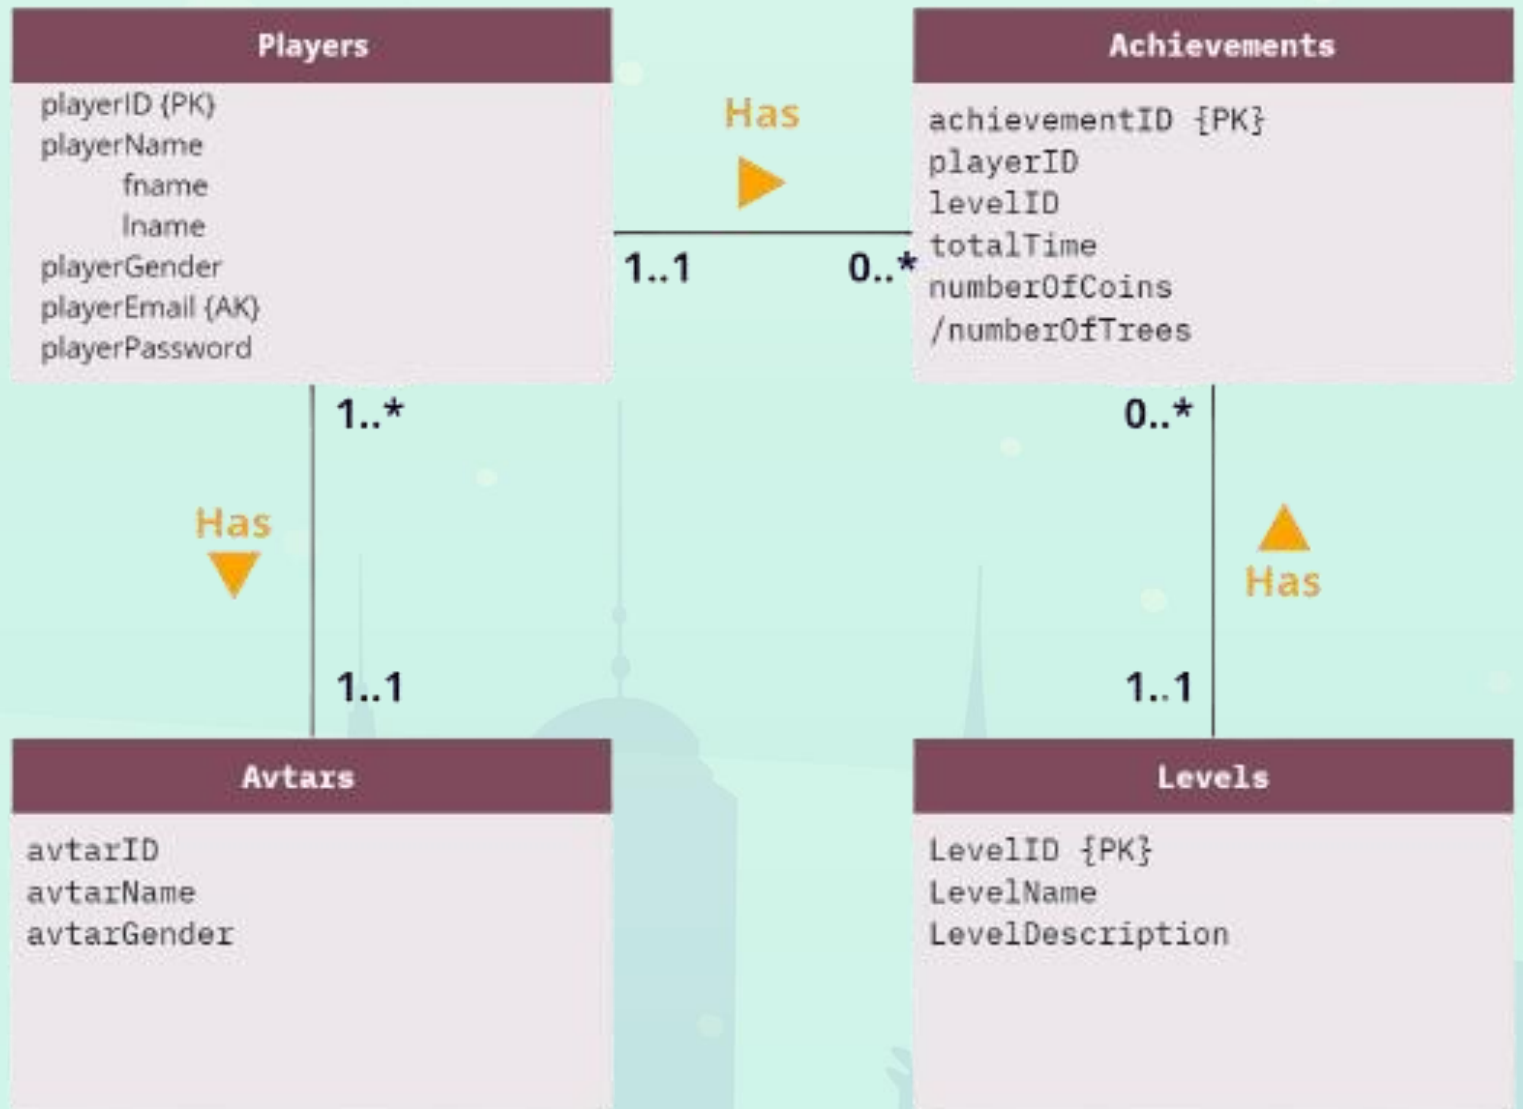 Players
playerID {PK}
playerName
fname
lname
playerGender
playerEmail {AK}
playerPassword
Has
1..1
0..*
Achievements
achievementID {PK}
playerID
levelID
totalTime
numberOfCoins
/numberOfTrees
1..*
Has
1..1
0..*
Has
1..1
Avtars
avtarID
avtarName
avtarGender
Levels
LevelID {PK}
LevelName
LevelDescription